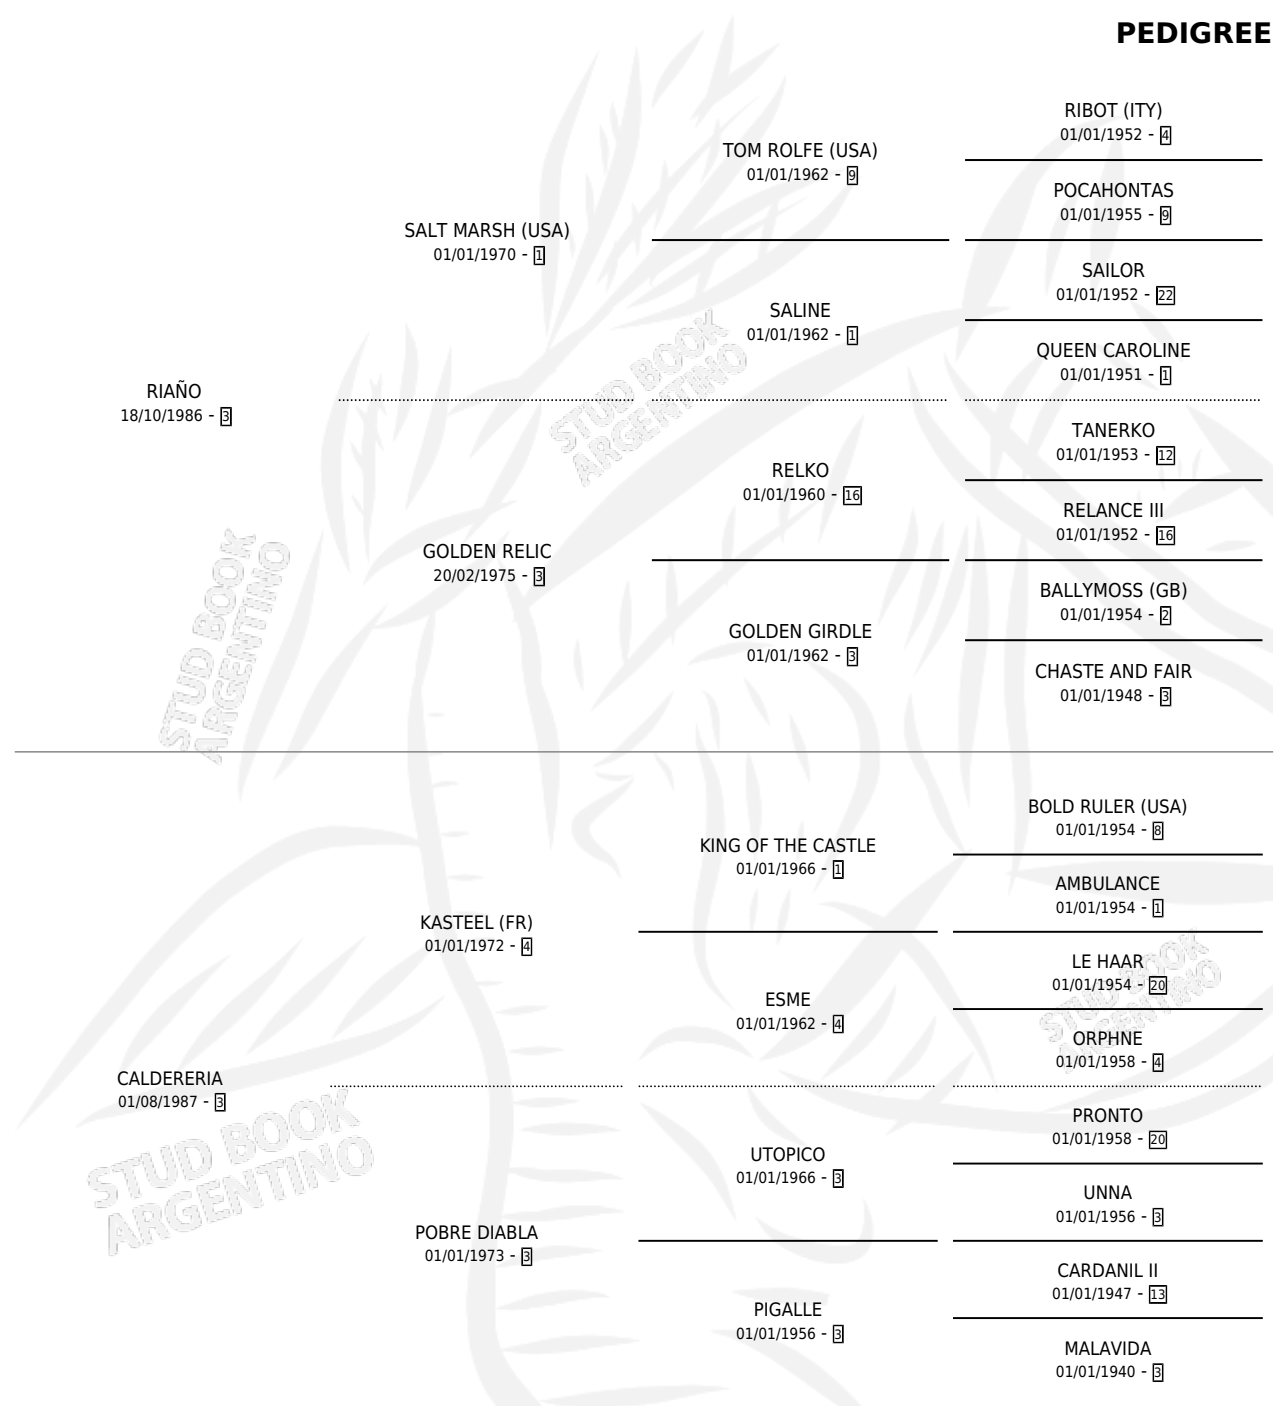 PEDIGREE
RIBOT (ITY)
01/01/1952 - 4
TOM ROLFE (USA)
01/01/1962 - 9
POCAHONTAS
01/01/1955 - 9
SALT MARSH (USA)
01/01/1970 - 1
SAILOR
01/01/1952 - 22
SALINE
01/01/1962 - 1
QUEEN CAROLINE
01/01/1951 - 1
RIAÑO
18/10/1986 - 3
TANERKO
01/01/1953 - 12
RELKO
01/01/1960 - 16
RELANCE III
01/01/1952 - 16
GOLDEN RELIC
20/02/1975 - 3
BALLYMOSS (GB)
01/01/1954 - 2
GOLDEN GIRDLE
01/01/1962 - 3
CHASTE AND FAIR
01/01/1948 - 3
BOLD RULER (USA)
01/01/1954 - 8
KING OF THE CASTLE
01/01/1966 - 1
AMBULANCE
01/01/1954 - 1
KASTEEL (FR)
01/01/1972 - 4
LE HAAR
01/01/1954 - 20
ESME
01/01/1962 - 4
ORPHNE
01/01/1958 - 4
CALDERERIA
01/08/1987 - 3
PRONTO
01/01/1958 - 20
UTOPICO
01/01/1966 - 3
UNNA
01/01/1956 - 3
POBRE DIABLA
01/01/1973 - 3
CARDANIL II
01/01/1947 - 13
PIGALLE
01/01/1956 - 3
MALAVIDA
01/01/1940 - 3
STUD BOOK
ARGENTINO
STUD BOOK
ARGENTINO
STUD BOOK
ARGENTINO
STUD BOOK
ARGENTINO